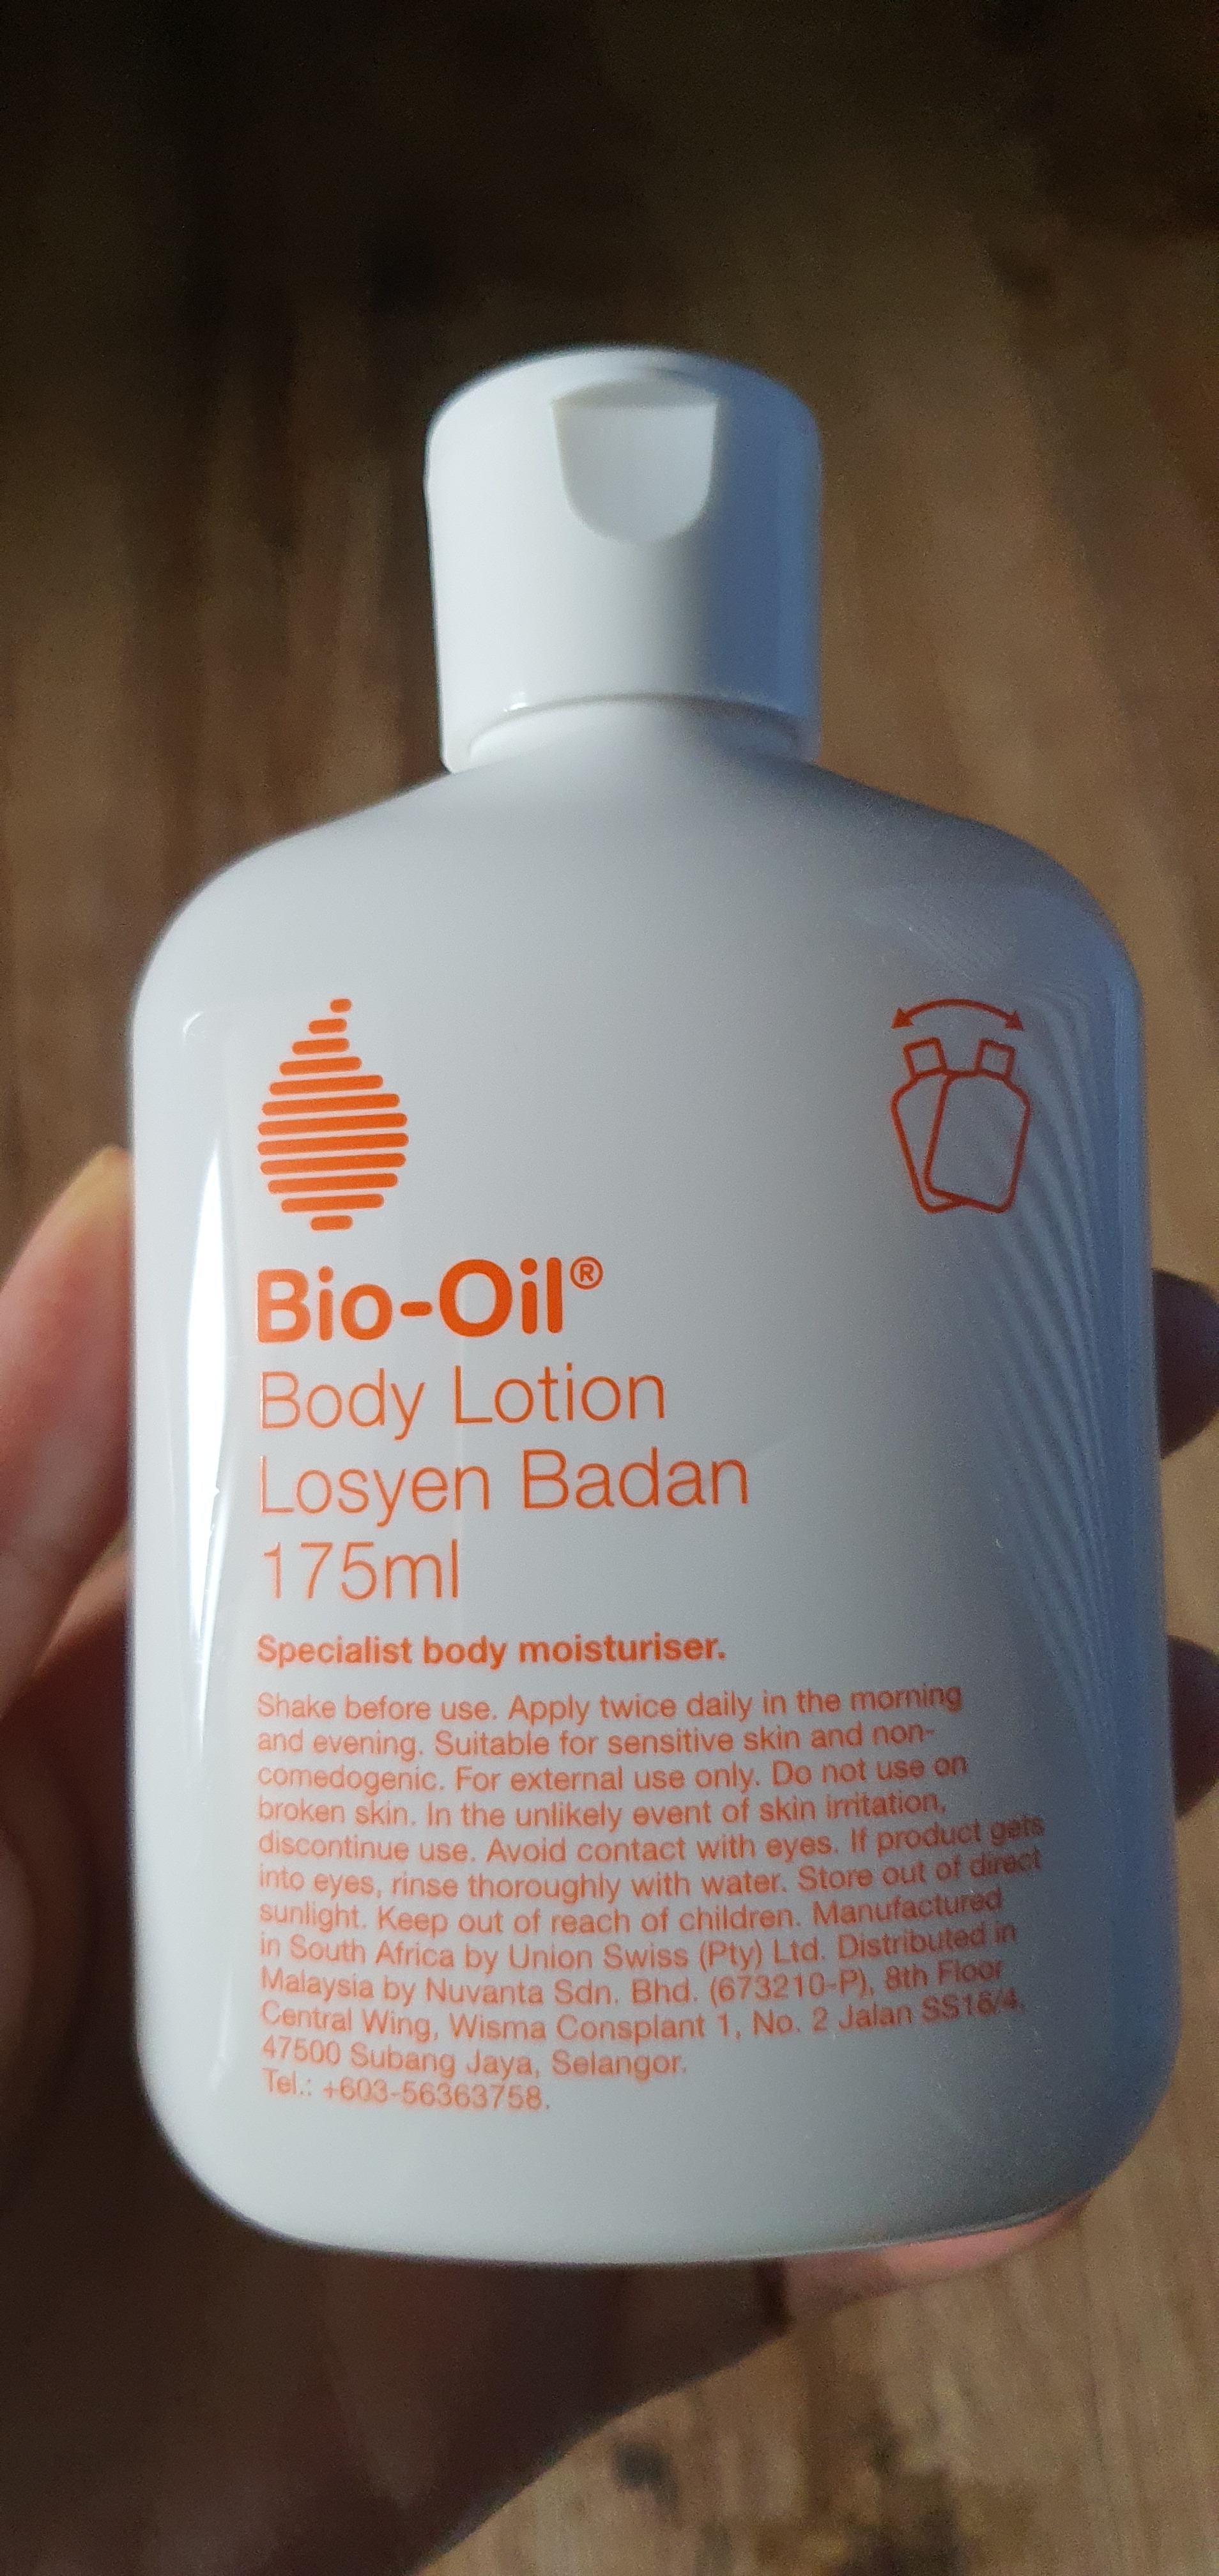 Bio-Oil®
Body Lotion
Losyen Badan
175ml
Specialist body moisturiser.
Shake before use. Apply twice daily in the morning
and evening. Suitable for sensitive skin and non-
comedogenic. For external use only. Do not use on
broken skin. In the unlikely event of skin irritation,
discontinue use. Avoid contact with eyes. If product gets
into eyes, rinse thoroughly with water. Store out of direct
sunlight. Keep out of reach of children. Manufactured
in South Africa by Union Swiss (Pty) Ltd. Distributed in
Malaysia by Nuvanta Sdn. Bhd. (673210-P), 8th Floor
Central Wing, Wisma Consplant 1, No. 2 Jalan SS16/4,
47500 Subang Jaya, Selangor.
Tel.: +603-56363758.